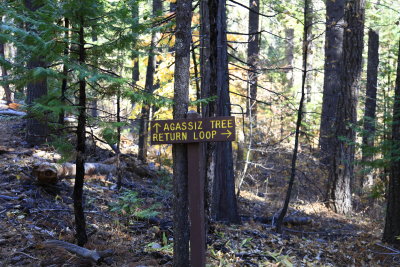 ↑ AGASSIZ TREE
RETURN LOOP →